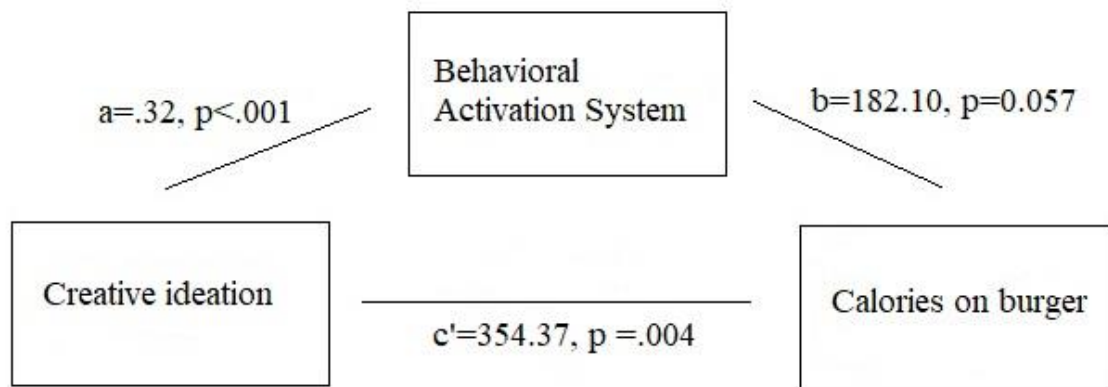 Behavioral
Activation System
a=.32, p<.001
b=182.10, p=0.057
Creative ideation
Calories on burger
c'=354.37, p =.004